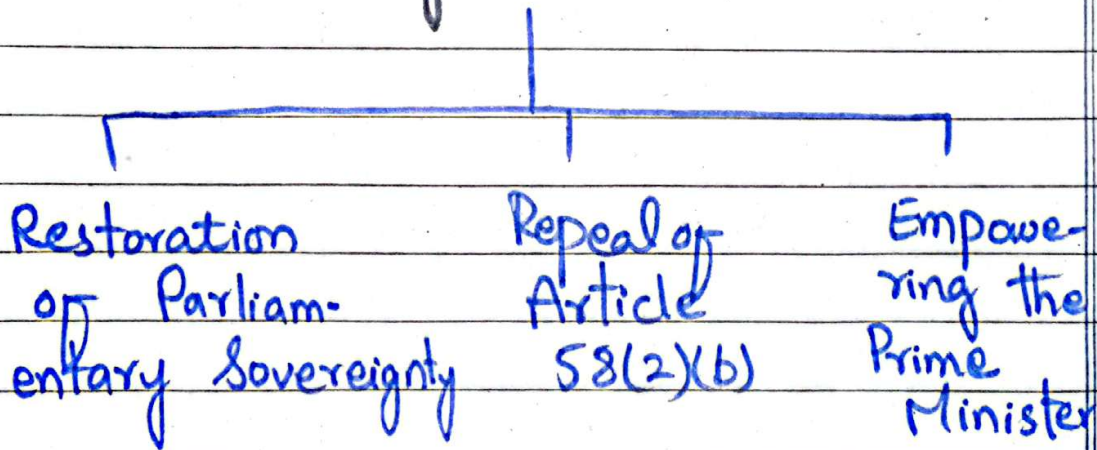 Restoration
of Parliam-
entary Sovereignty
Repeal of
Article
58(2)(b)
Empowe-
ring the
Prime
Minister